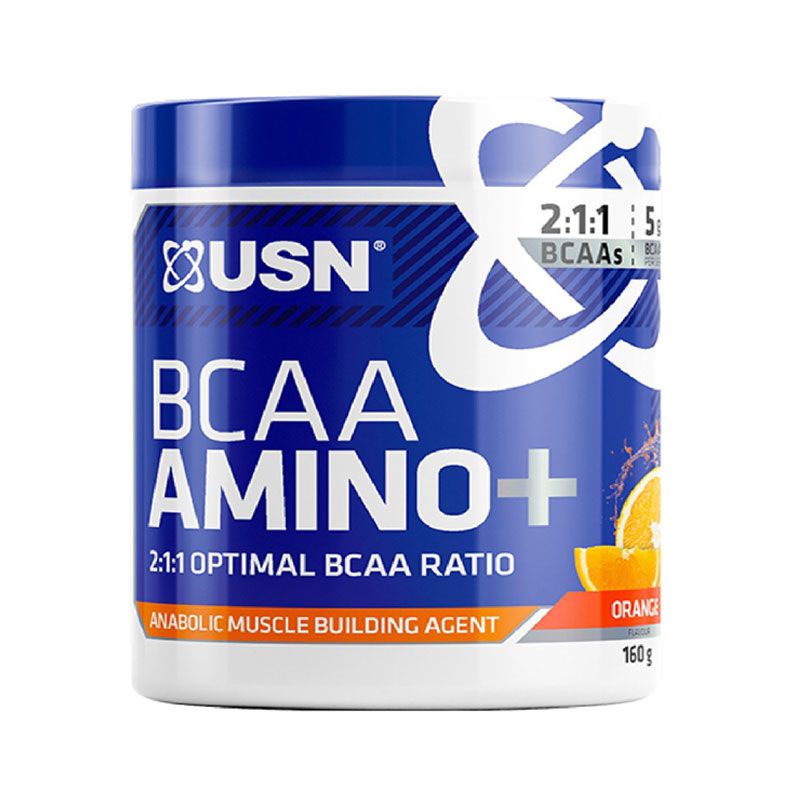 2:1:1
BCAAs
5
USN®
BCAA
AMINO+
2:1:1 OPTIMAL BCAA RATIO
ANABOLIC MUSCLE BUILDING AGENT
ORANGE
FLAVOUR
160 g